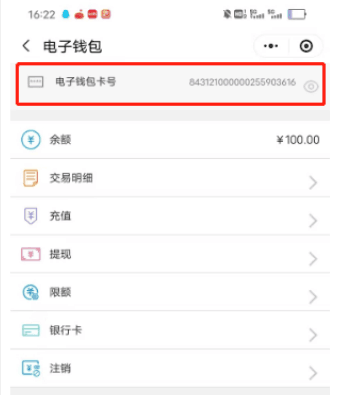 16:22
电子钱包
电子钱包卡号 843121000000255903616
余额 ¥100.00
交易明细
充值
提现
限额
银行卡
注销